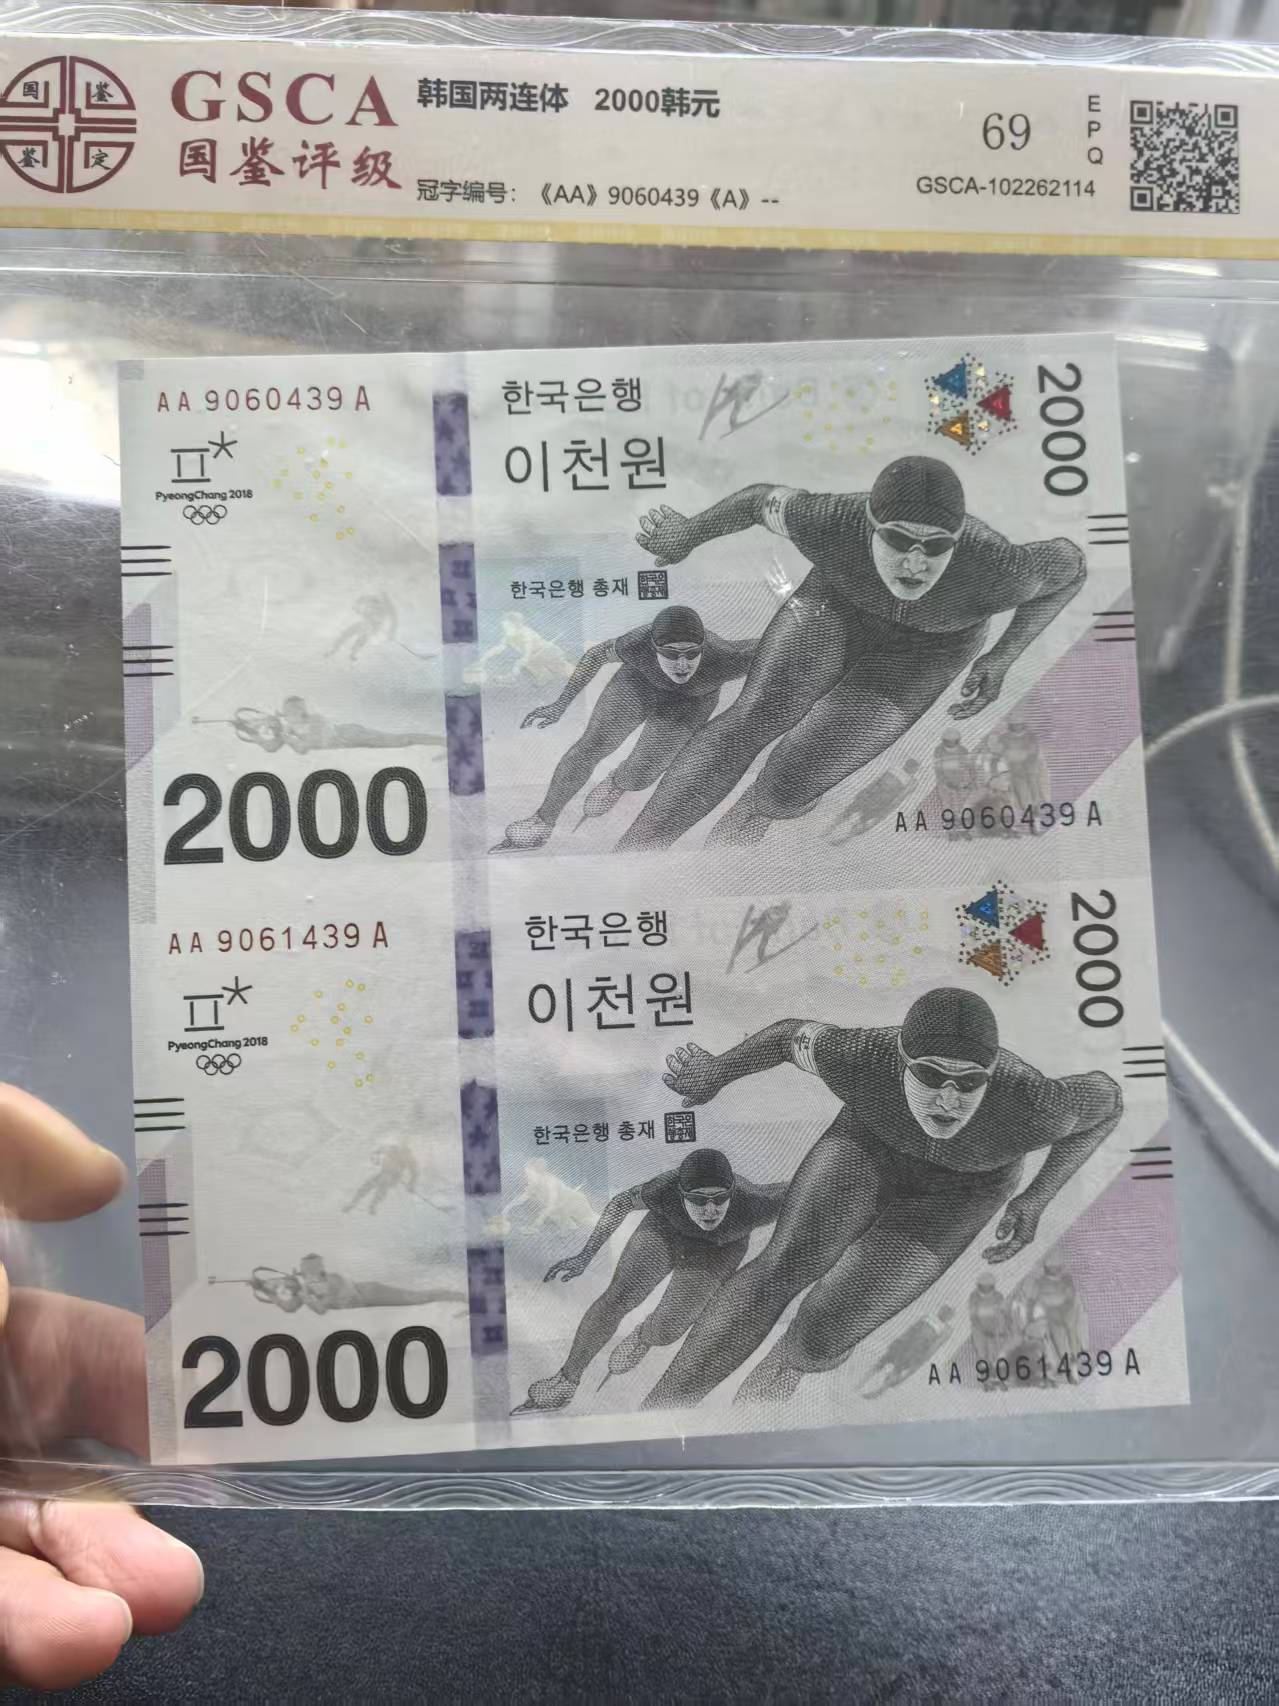 国 鉴
鉴 定
GSCA
国鉴评级
韩国两连体 2000韩元
冠字编号：《AA》9060439《A》--
69
EPQ
GSCA-102262114
AA 9060439 A
한국은행
이천원
2000
PyeongChang 2018
한국은행 총재
2000
AA 9060439 A
AA 9061439 A
한국은행
이천원
2000
PyeongChang 2018
한국은행 총재
2000
AA 9061439 A